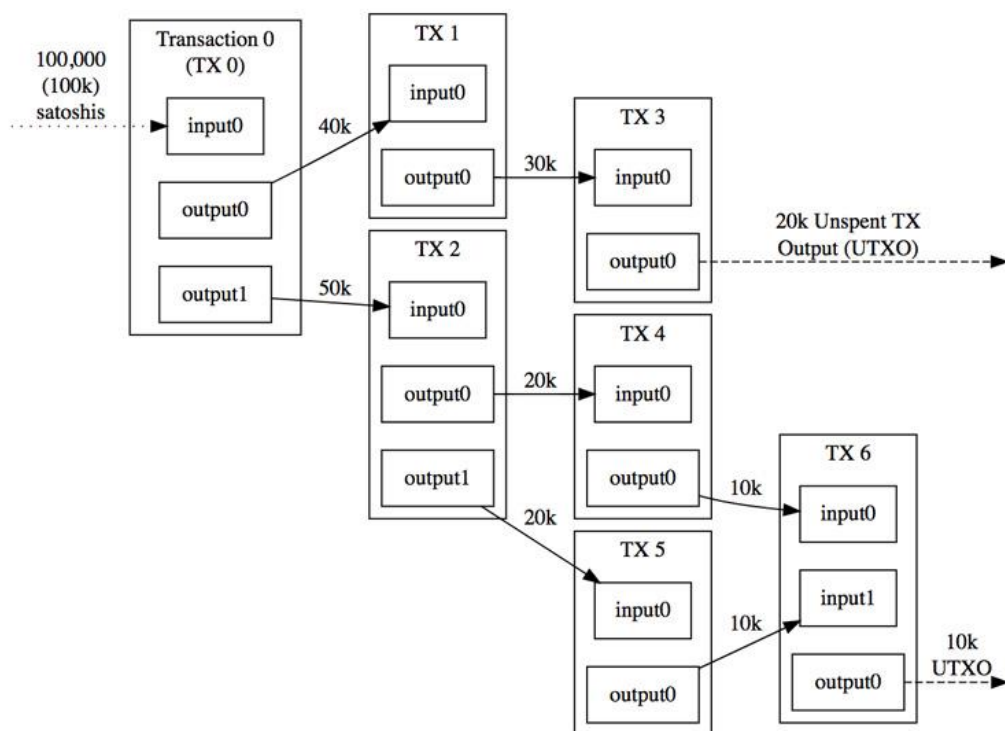 100,000
(100k)
satoshis
Transaction 0
(TX 0)
input0
output0
output1
40k
50k
TX 1
input0
output0
30k
TX 2
input0
output0
output1
20k
20k
TX 3
input0
output0
20k Unspent TX
Output (UTXO)
TX 4
input0
output0
10k
TX 5
input0
output0
10k
TX 6
input0
input1
output0
10k
UTXO